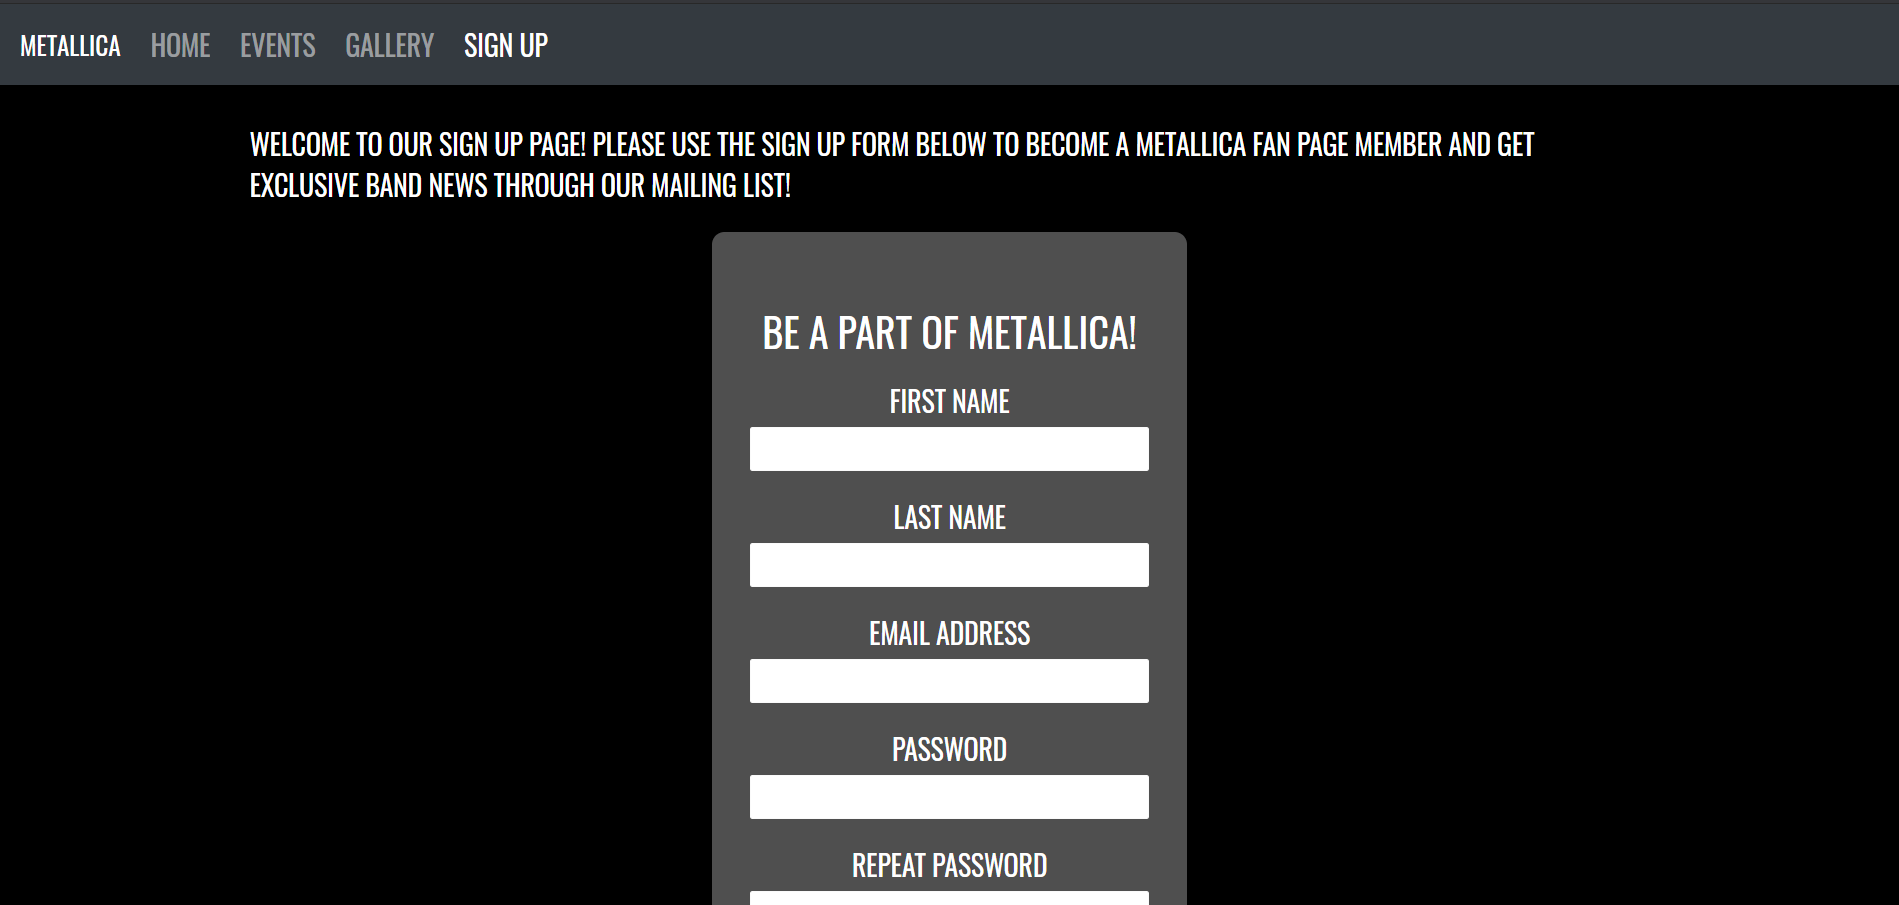 METALLICA HOME EVENTS GALLERY SIGN UP
WELCOME TO OUR SIGN UP PAGE! PLEASE USE THE SIGN UP FORM BELOW TO BECOME A METALLICA FAN PAGE MEMBER AND GET
EXCLUSIVE BAND NEWS THROUGH OUR MAILING LIST!
BE A PART OF METALLICA!
FIRST NAME
LAST NAME
EMAIL ADDRESS
PASSWORD
REPEAT PASSWORD